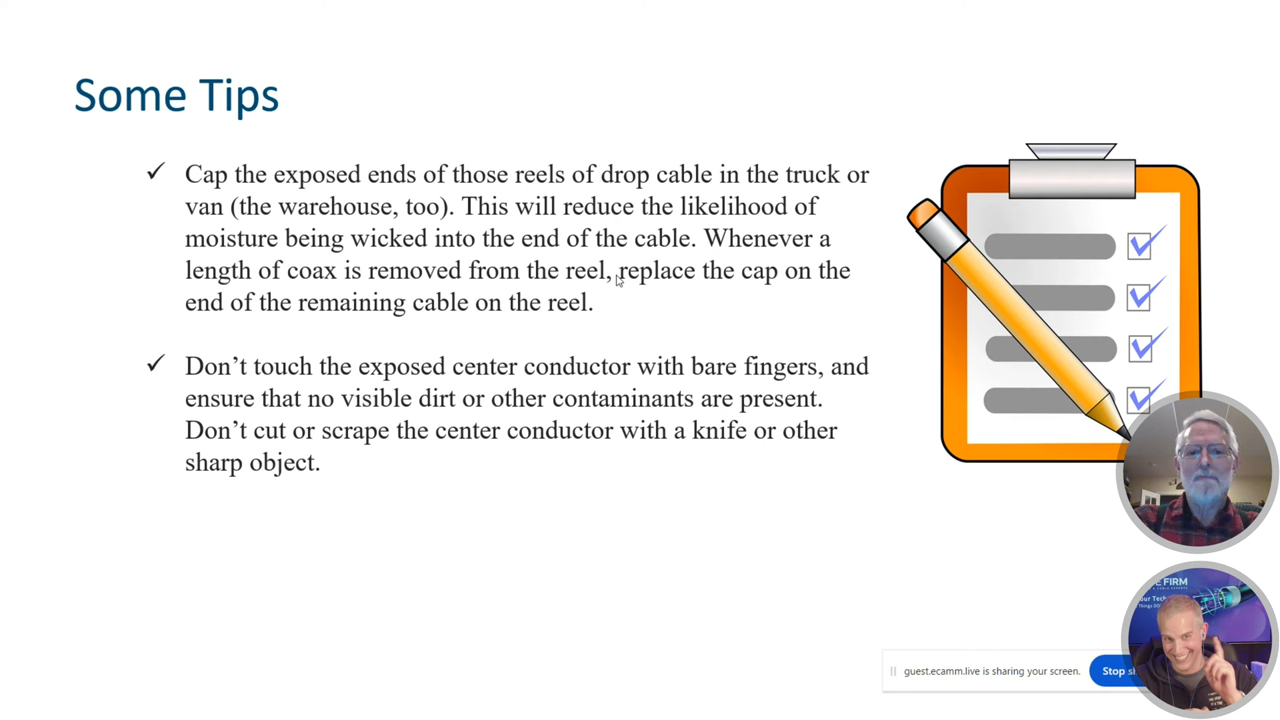 Some Tips
✓ Cap the exposed ends of those reels of drop cable in the truck or
van (the warehouse, too). This will reduce the likelihood of
moisture being wicked into the end of the cable. Whenever a
length of coax is removed from the reel, replace the cap on the
end of the remaining cable on the reel.
✓ Don’t touch the exposed center conductor with bare fingers, and
ensure that no visible dirt or other contaminants are present.
Don’t cut or scrape the center conductor with a knife or other
sharp object.
FIRM
guest.ecamm.live is sharing your screen.
Stop